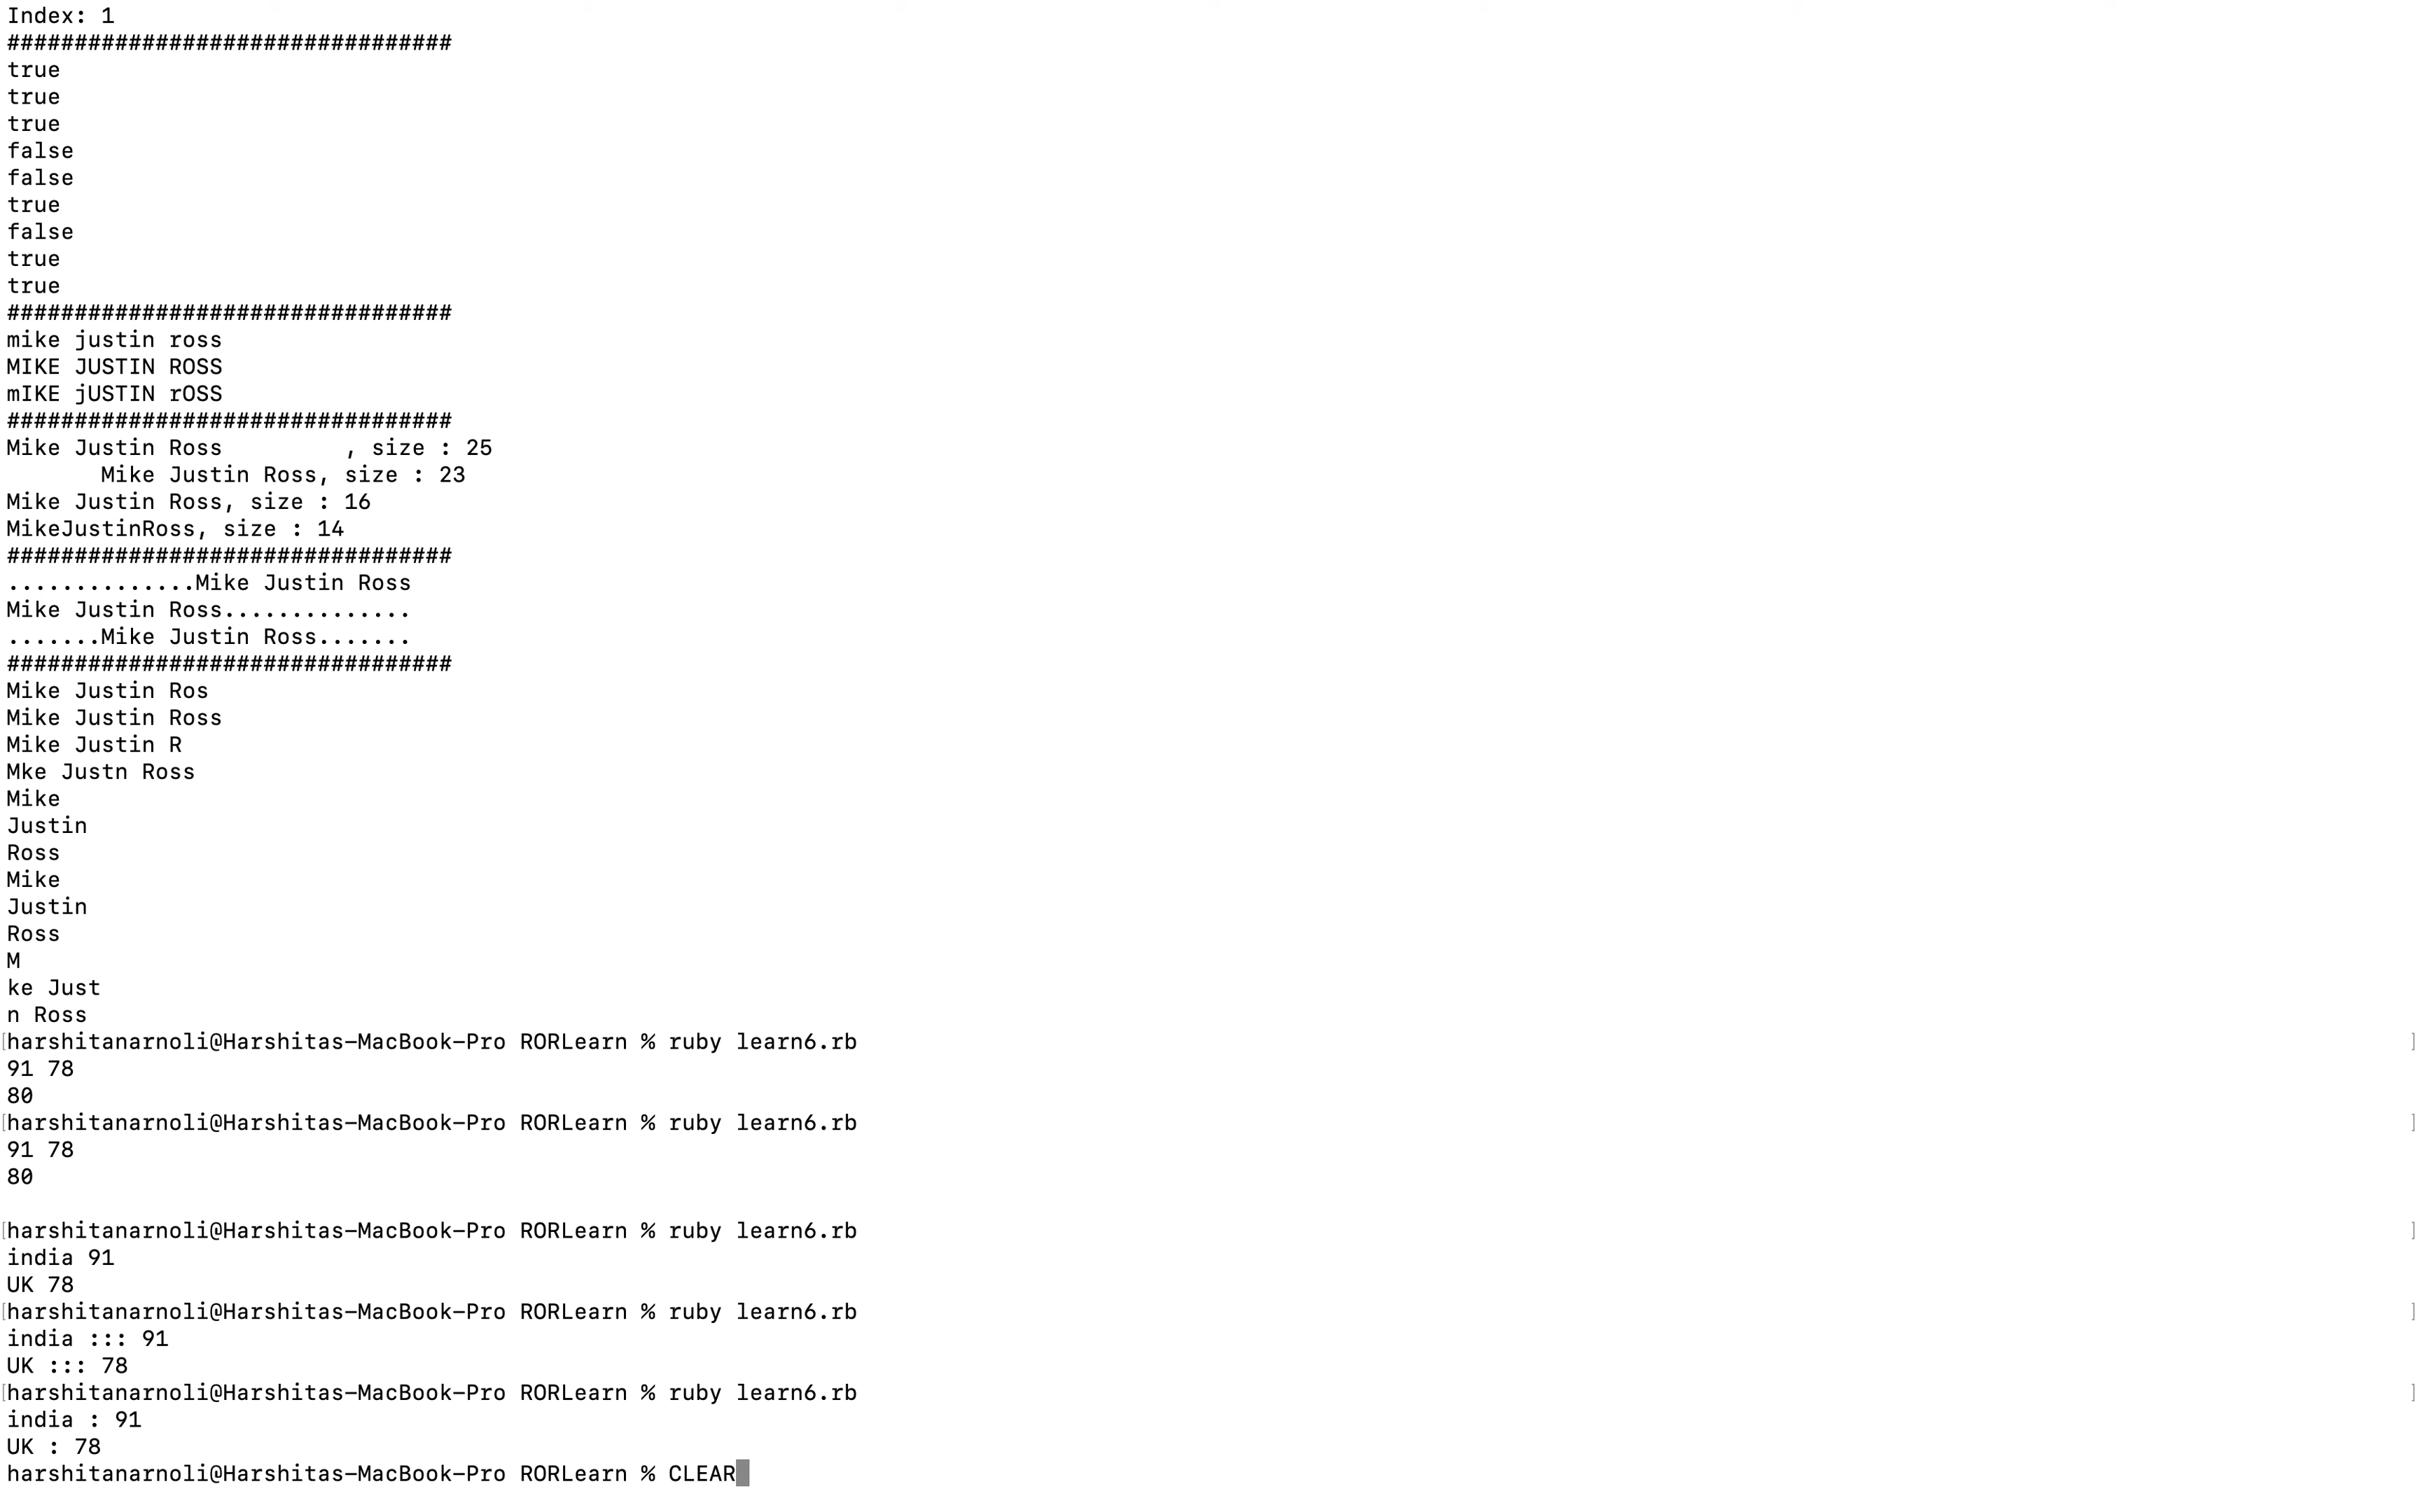 Index: 1
#################################
true
true
true
false
false
true
false
true
true
#################################
mike justin ross
MIKE JUSTIN ROSS
mIKE jUSTIN rOSS
#################################
Mike Justin Ross         , size : 25
       Mike Justin Ross, size : 23
Mike Justin Ross, size : 16
MikeJustinRoss, size : 14
#################################
..............Mike Justin Ross
Mike Justin Ross..............
.......Mike Justin Ross.......
#################################
Mike Justin Ros
Mike Justin Ross
Mike Justin R
Mke Justn Ross
Mike
Justin
Ross
Mike
Justin
Ross
M
ke Just
n Ross
[harshitanarnoli@Harshitas-MacBook-Pro RORLearn % ruby learn6.rb ]
91 78
80
[harshitanarnoli@Harshitas-MacBook-Pro RORLearn % ruby learn6.rb ]
91 78
80
[harshitanarnoli@Harshitas-MacBook-Pro RORLearn % ruby learn6.rb ]
india 91
UK 78
[harshitanarnoli@Harshitas-MacBook-Pro RORLearn % ruby learn6.rb ]
india ::: 91
UK ::: 78
[harshitanarnoli@Harshitas-MacBook-Pro RORLearn % ruby learn6.rb ]
india : 91
UK : 78
harshitanarnoli@Harshitas-MacBook-Pro RORLearn % CLEAR